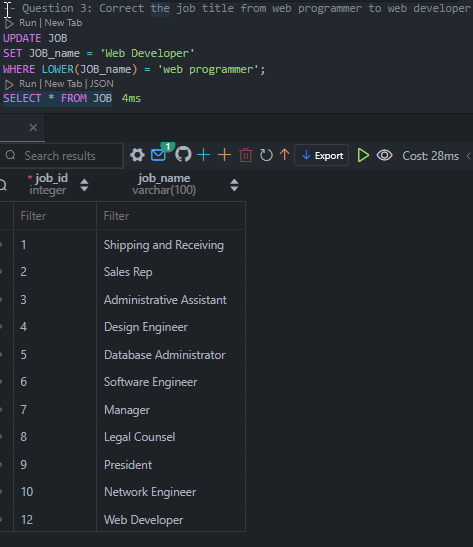 - Question 3: Correct the job title from web programmer to web developer
Run | New Tab
UPDATE JOB
SET JOB_name = 'Web Developer'
WHERE LOWER(JOB_name) = 'web programmer';
Run | New Tab | JSON
SELECT * FROM JOB 4ms
Search results 1 Export Cost: 28ms
* job_id job_name
integer varchar(100)
Filter Filter
1 Shipping and Receiving
2 Sales Rep
3 Administrative Assistant
4 Design Engineer
5 Database Administrator
6 Software Engineer
7 Manager
8 Legal Counsel
9 President
10 Network Engineer
12 Web Developer